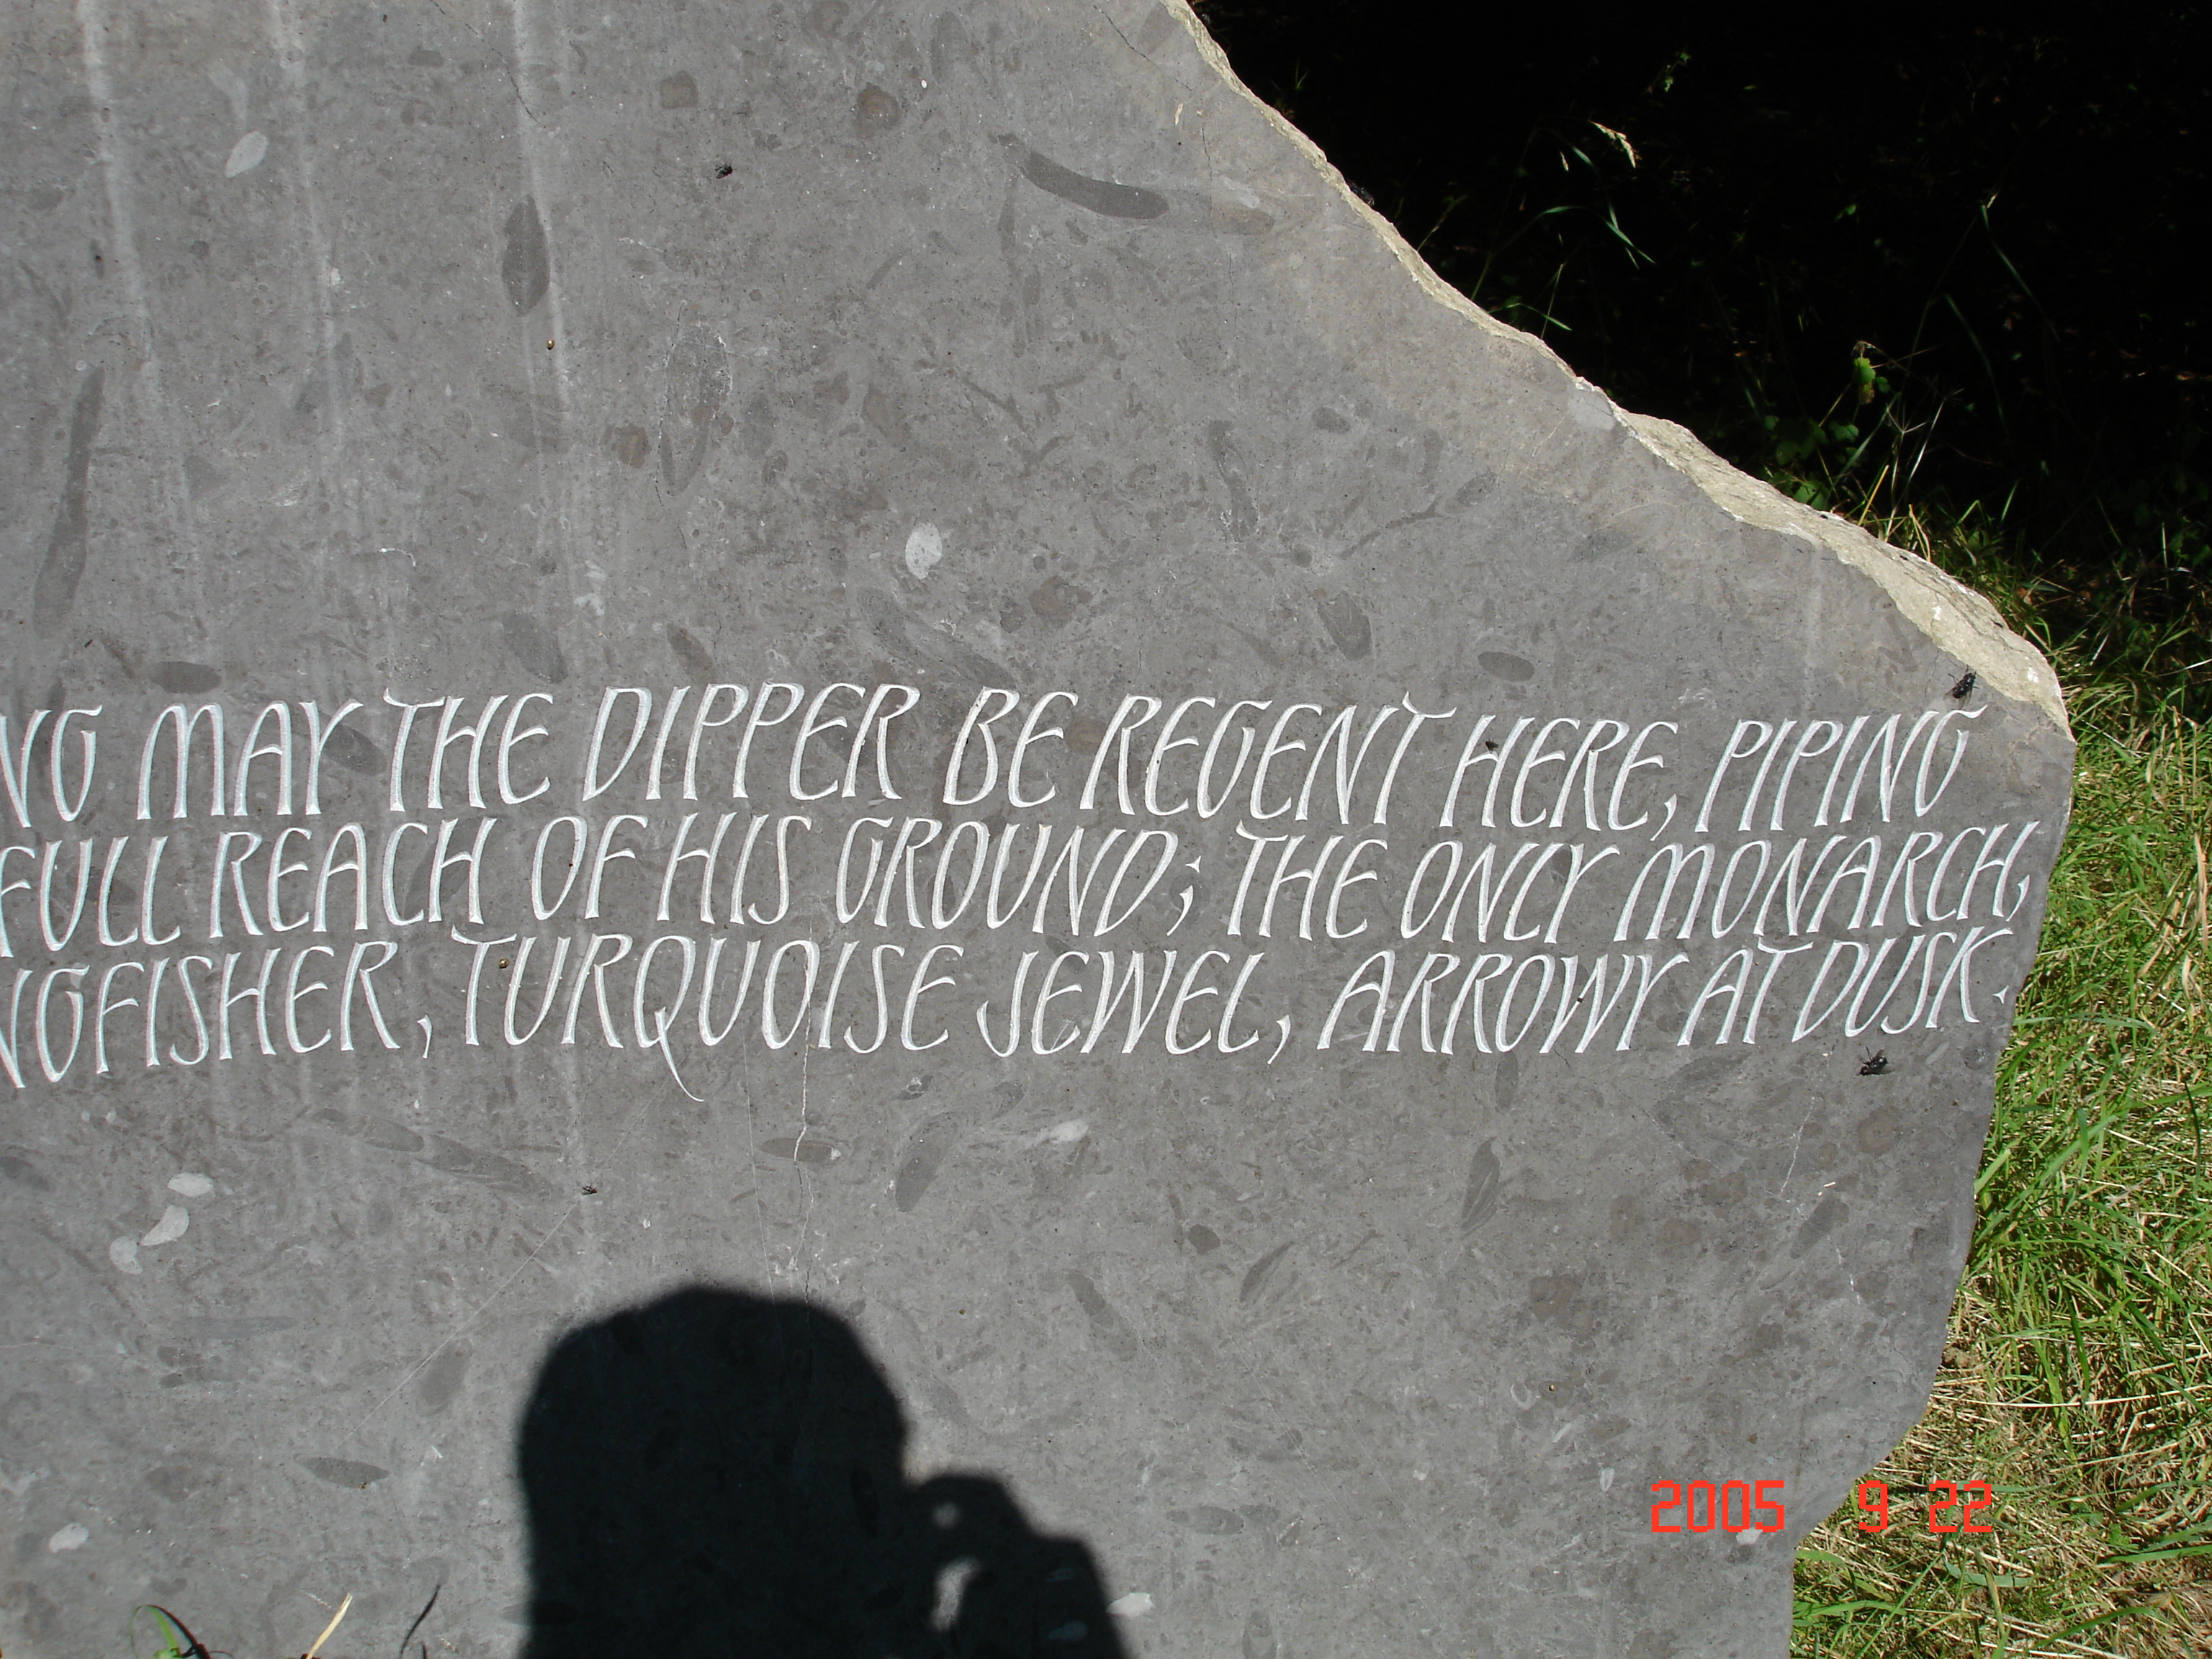 NG MAY THE DIPPER BE REGENT HERE, PIPING
FULL REACH OF HIS GROUND; THE ONLY MONARCH,
NGFISHER, TURQUOISE JEWEL, ARROWY AT DUSK.
2005 9 22